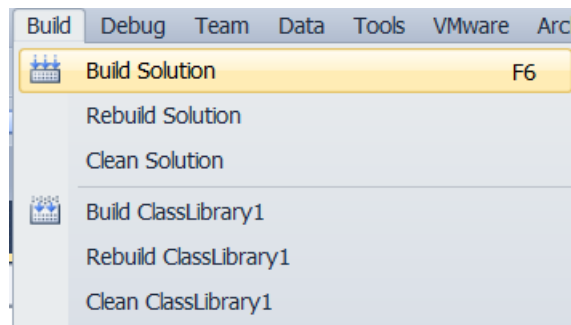 Build Debug Team Data Tools VMware Arc
Build Solution F6
Rebuild Solution
Clean Solution
Build ClassLibrary1
Rebuild ClassLibrary1
Clean ClassLibrary1